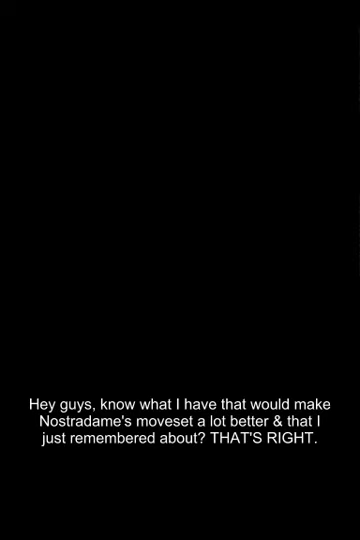 Hey guys, know what I have that would make
Nostradame's moveset a lot better & that I
just remembered about? THAT'S RIGHT.